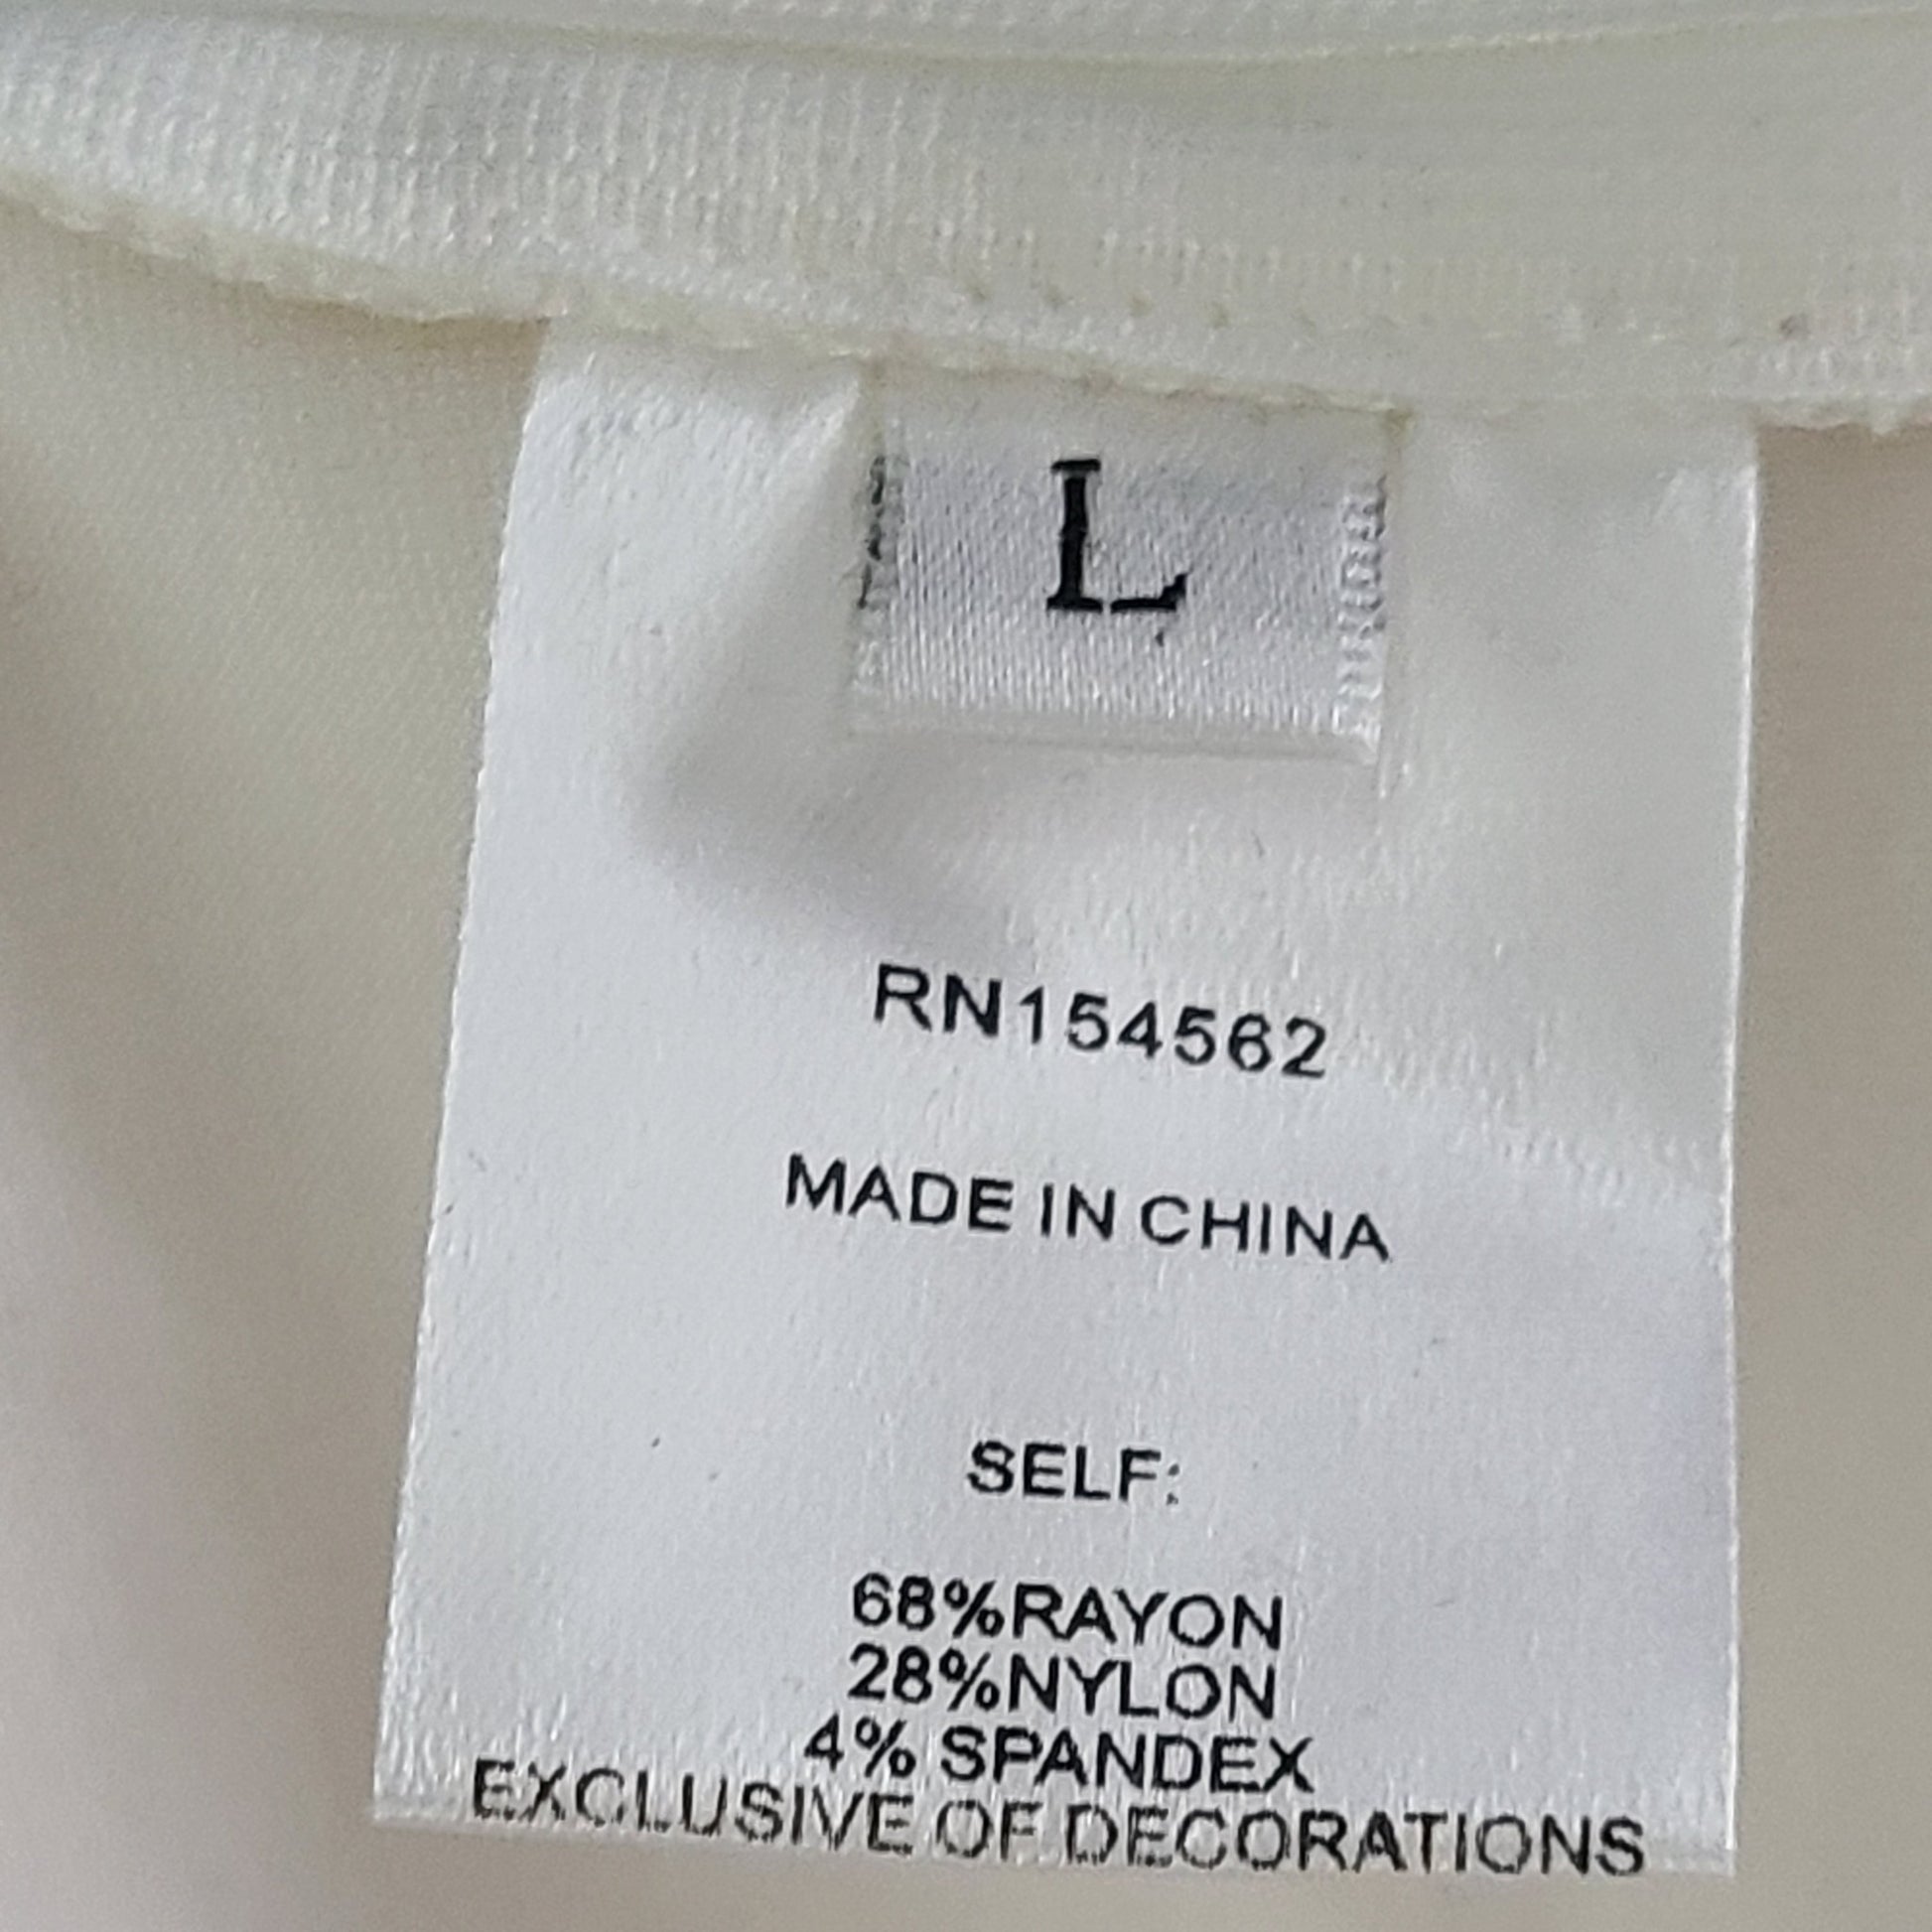 L
RN154562
MADE IN CHINA
SELF:
68%RAYON
28%NYLON
4% SPANDEX
EXCLUSIVE OF DECORATIONS